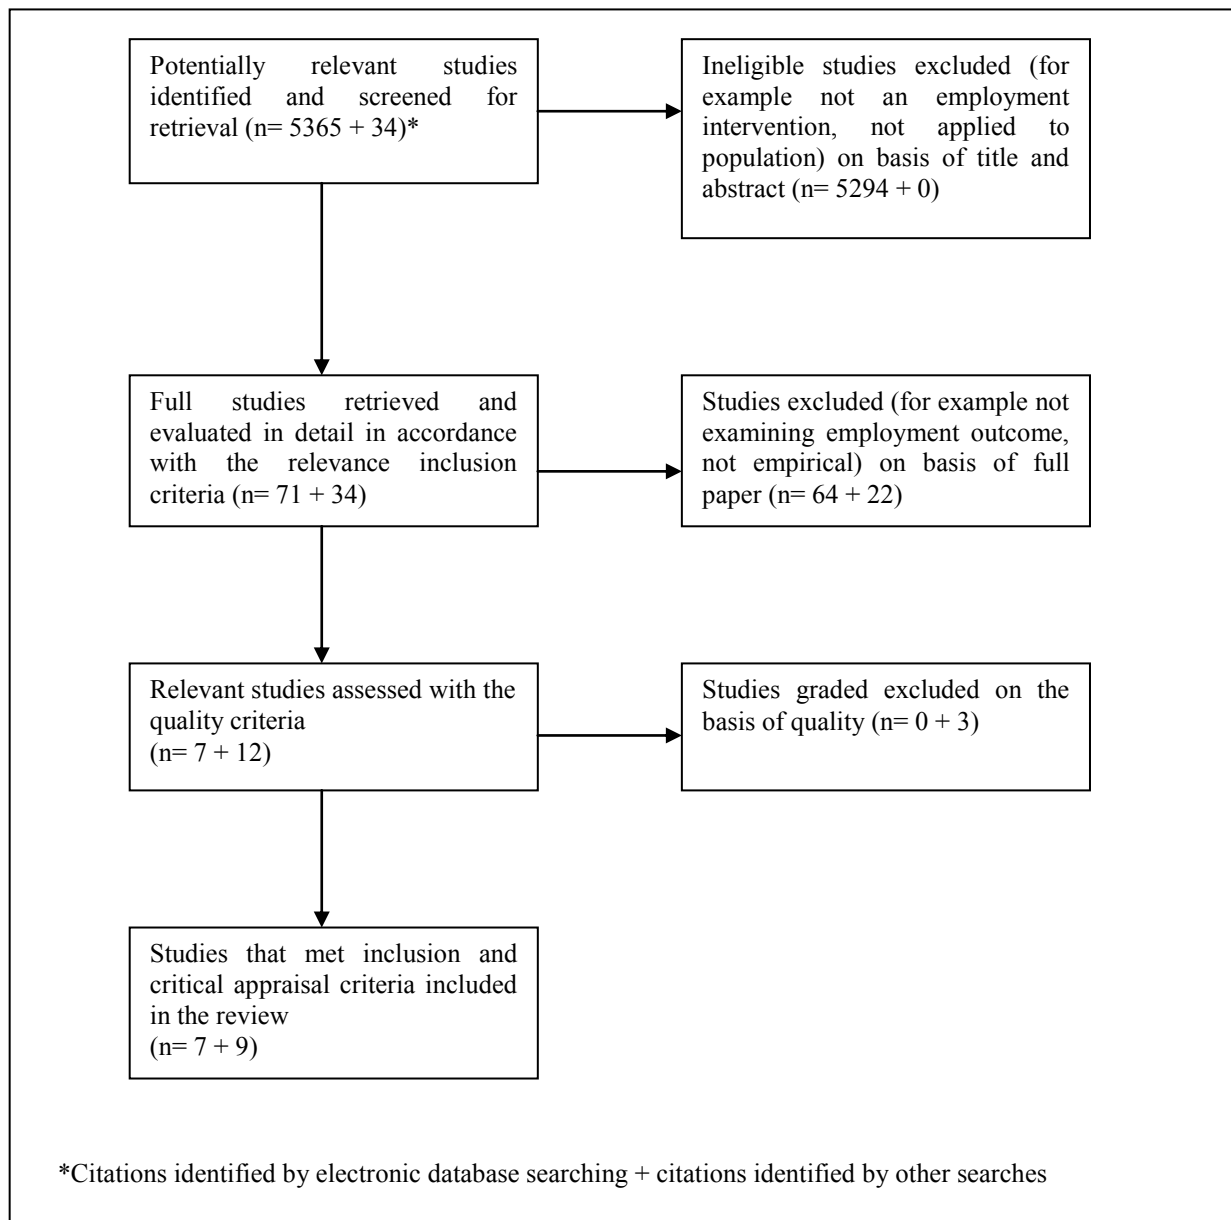 Potentially relevant studies
identified and screened for
retrieval (n= 5365 + 34)*
Ineligible studies excluded (for
example not an employment
intervention, not applied to
population) on basis of title and
abstract (n= 5294 + 0)
Full studies retrieved and
evaluated in detail in accordance
with the relevance inclusion
criteria (n= 71 + 34)
Studies excluded (for example not
examining employment outcome,
not empirical) on basis of full
paper (n= 64 + 22)
Relevant studies assessed with the
quality criteria
(n= 7 + 12)
Studies graded excluded on the
basis of quality (n= 0 + 3)
Studies that met inclusion and
critical appraisal criteria included
in the review
(n= 7 + 9)
*Citations identified by electronic database searching + citations identified by other searches